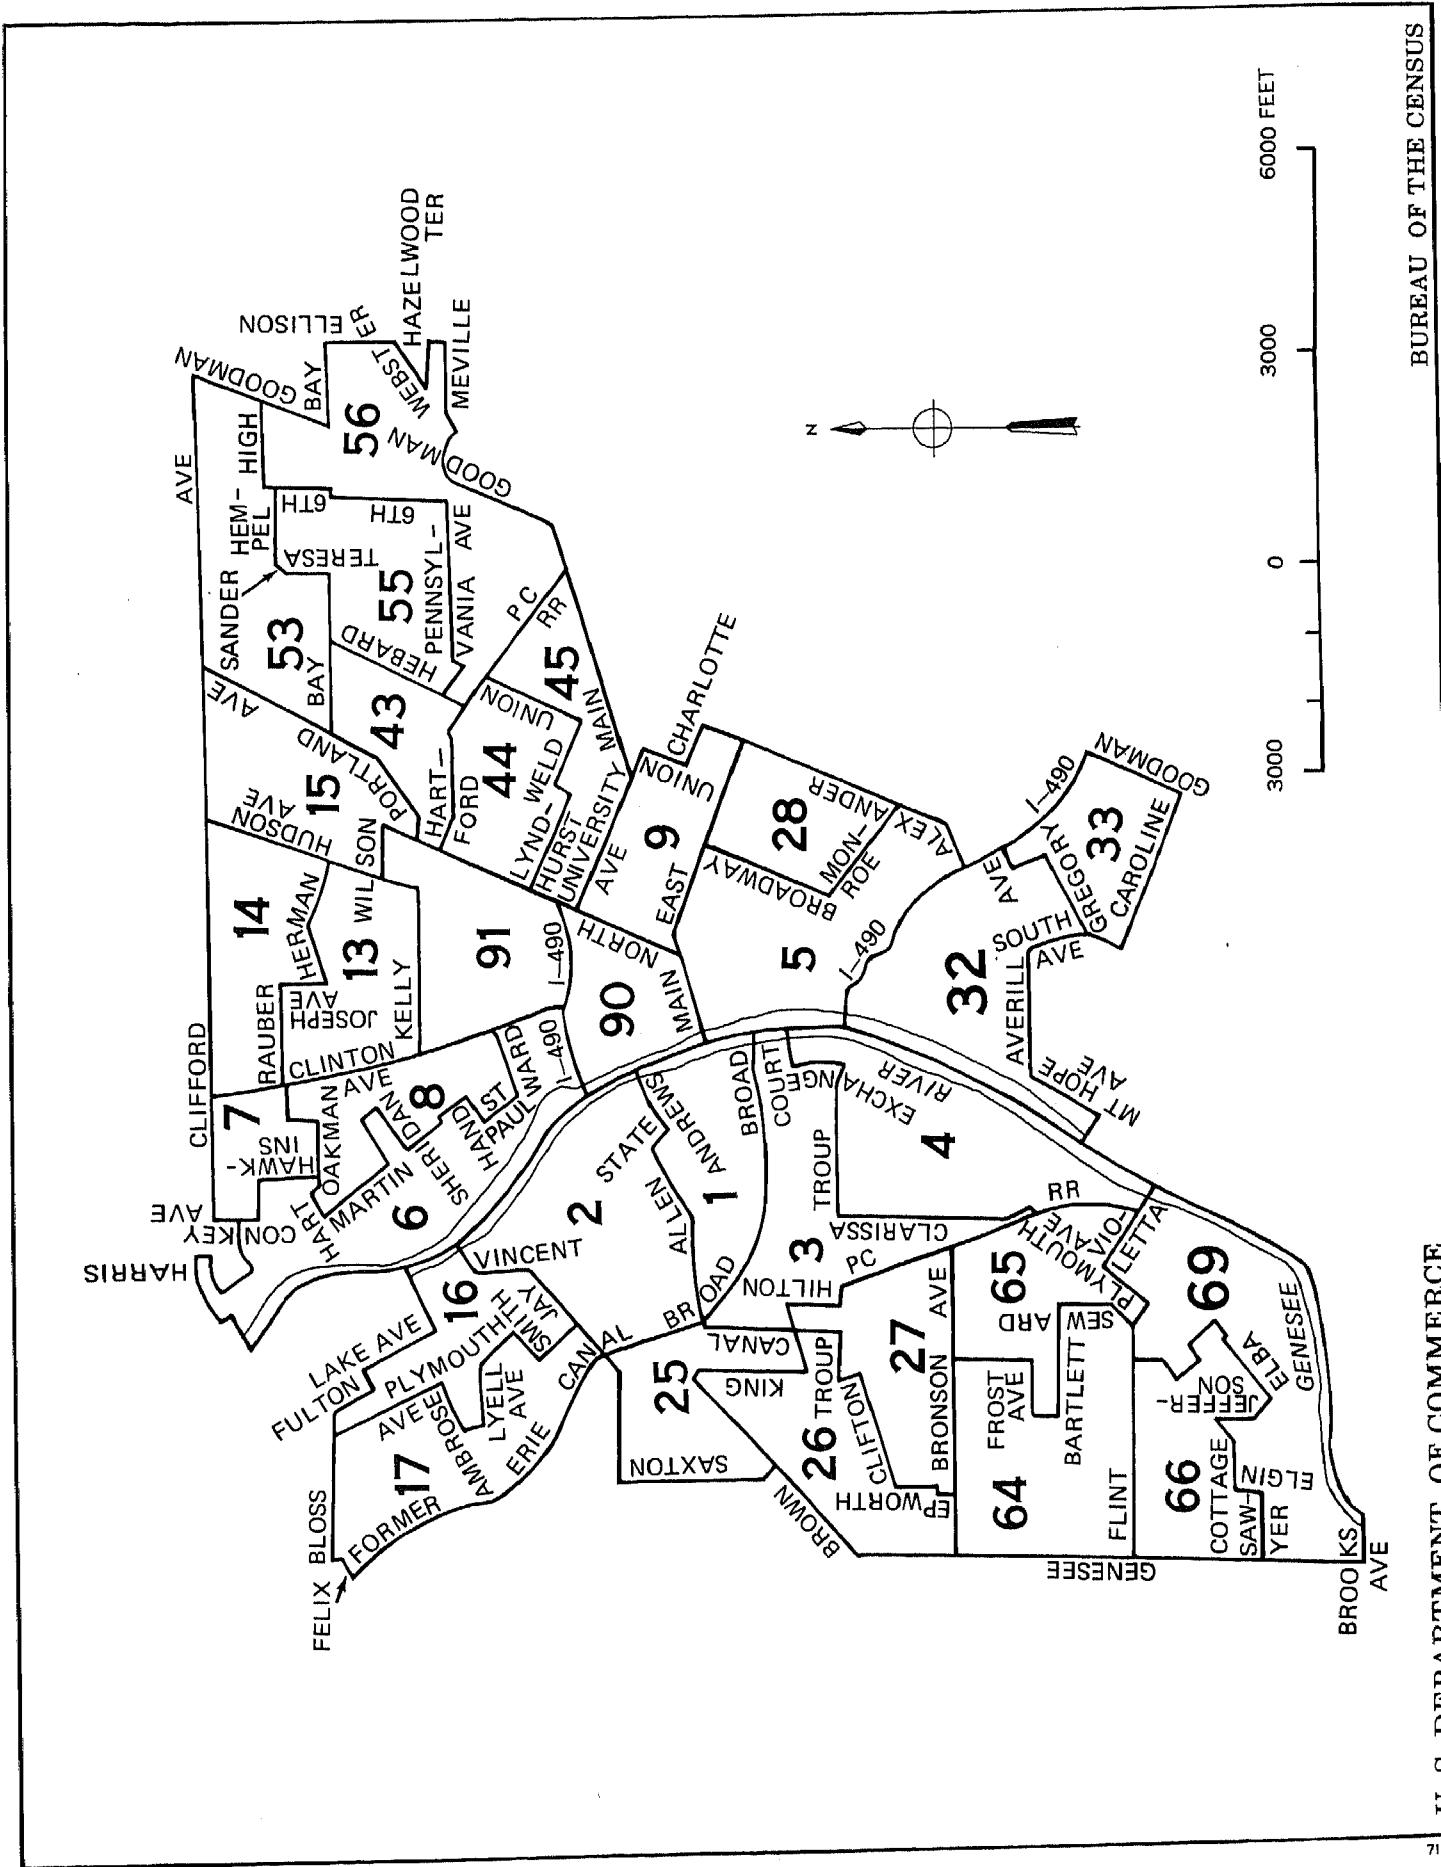 HARRIS
CONKEY
AVE
CLIFFORD
AVE
7
HAWK-
INS
HART
OAKMAN
MARTIN
6
SHERIDAN
8
HAND
ST
PAUL
WARD
CLINTON
AVE
RAUBER
14
HERMAN
JOSEPH
AVE
13
KELLY
WILSON
HUDSON
AVE
15
PORTLAND
AVE
SANDER
HEM-
PEL
53
BAY
HIGH
GOODMAN
BAY
ELLISON
WEBSTER
HAZELWOOD
TER
MEVILLE
56
GOODMAN
GOODMAN
6TH
6TH
TERESA
55
HEBARD
PENNSYL-
VANIA AVE
43
HART-
FORD
44
UNION
PC
RR
45
LYND-
HURST
WELD
UNIVERSITY
AVE
MAIN
91
I-490
I-490
90
NORTH
MAIN
UNION
CHARLOTTE
9
EAST
28
BROADWAY
MON-
ROE
ALEXANDER
5
I-490
I-490
GOODMAN
33
GREGORY
CAROLINE
AVE
SOUTH
AVE
32
AVERILL
MT
HOPE
AVE
FELIX
BLOSS
FULTON
LAKE AVE
16
VINCENT
PLYMOUTH
AVE
SMITH
JAY
LYELL
AVE
AMBROSE
17
FORMER
ERIE
CANAL
2
STATE
ANDREWS
ALLEN
1
BROAD
BROAD
COURT
EXCHANGE
RIVER
TROUP
4
CLARISSA
3
HILTON
PC
RR
CANAL
KING
25
SAXTON
BROWN
26
TROUP
CLIFTON
EPWORTH
27
BRONSON AVE
65
PLYMOUTH
AVE
VIO-
LETTA
PL
SEWARD
FROST
AVE
64
BARTLETT
FLINT
GENESEE
66
COTTAGE
SAW-
YER
ELGIN
JEFFER-
SON
ELBA
69
GENESEE
BROOKS
AVE
N
3000
0
3000
6000 FEET
BUREAU OF THE CENSUS
U. S. DEPARTMENT OF COMMERCE
71